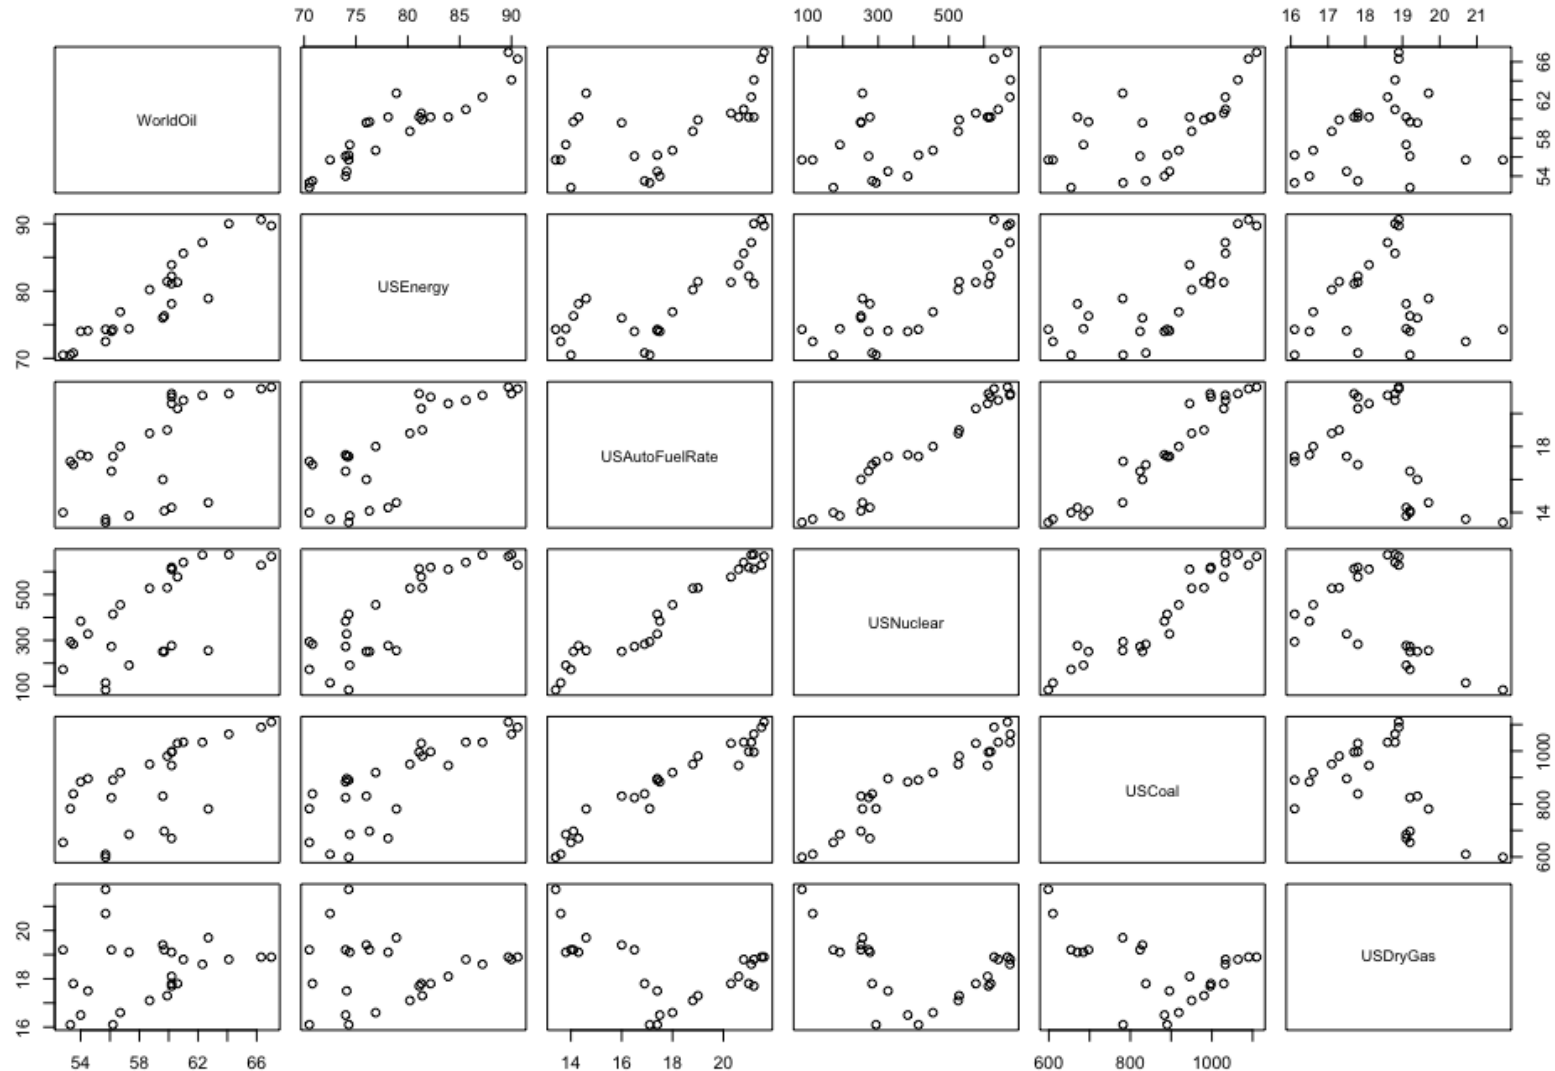 70 75 80 85 90 100 300 500 16 17 18 19 20 21
WorldOil 54 58 62 66
70 80 90 USEnergy
USAutoFuelRate 14 18
100 300 500 USNuclear
USCoal 600 800 1000
16 18 20 USDryGas
54 58 62 66 14 16 18 20 600 800 1000